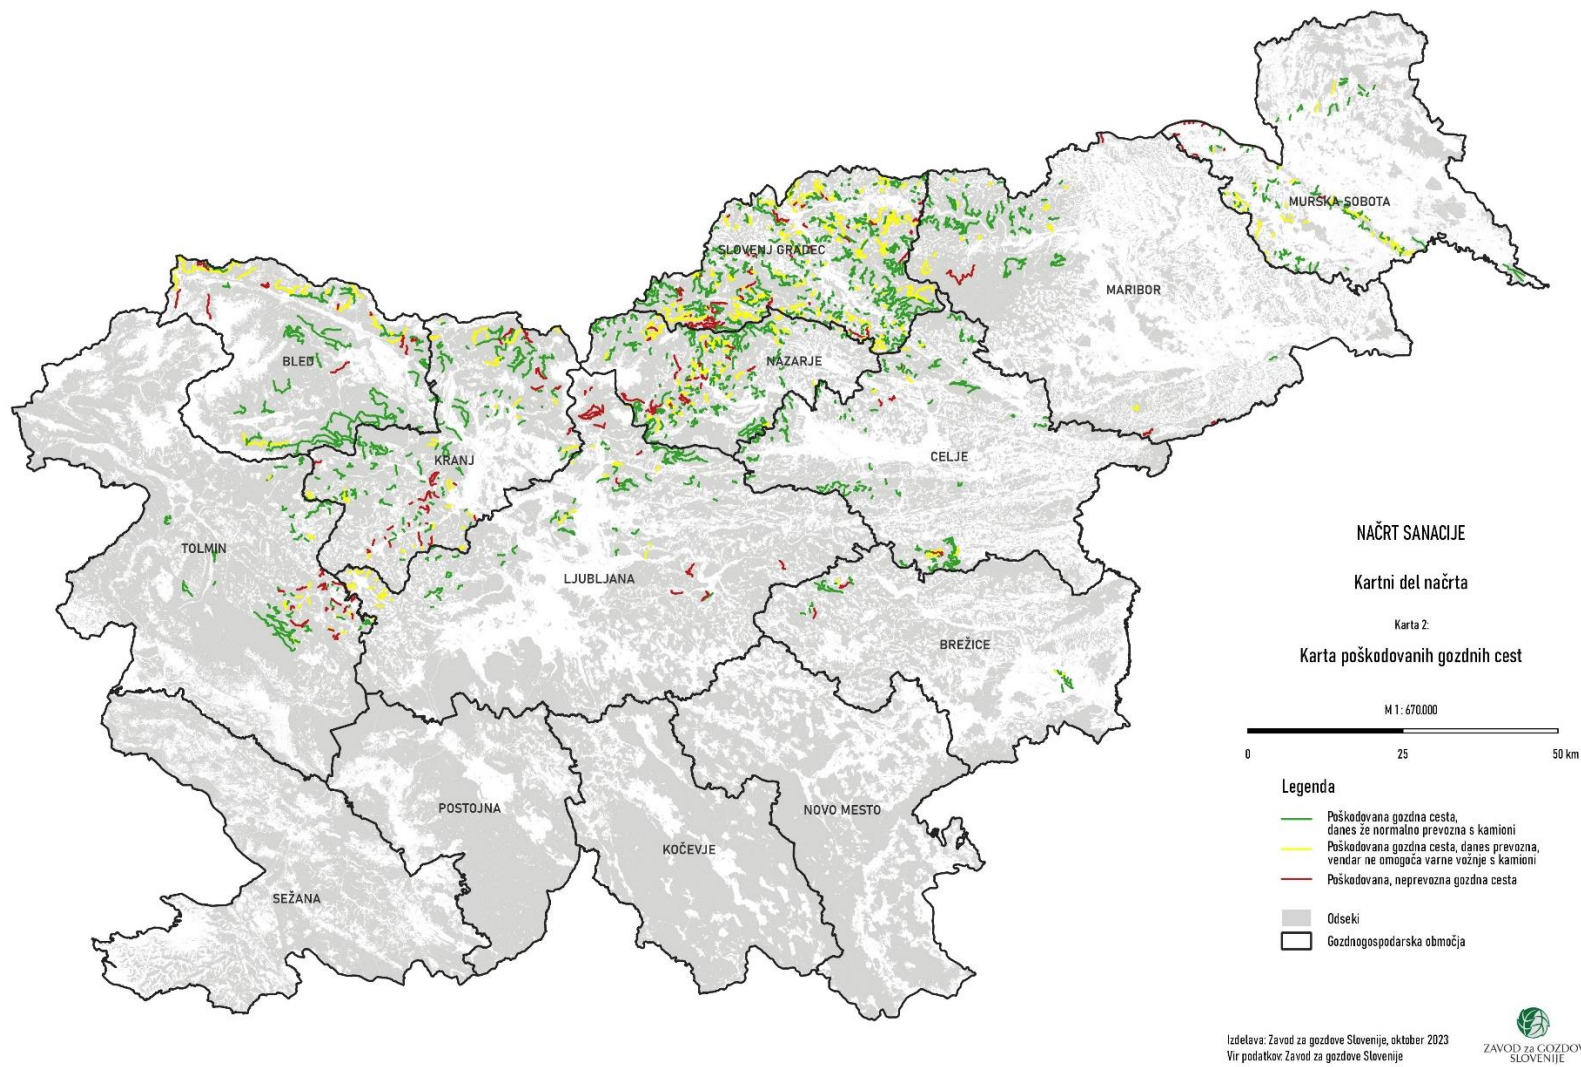 MURSKA SOBOTA
SLOVENJ GRADEC
MARIBOR
BLED
NAZARJE
KRANJ
CELJE
TOLMIN
LJUBLJANA
BREŽICE
POSTOJNA
NOVO MESTO
KOČEVJE
SEŽANA
NAČRT SANACIJE
Kartni del načrta
Karta 2:
Karta poškodovanih gozdnih cest
M 1 : 670.000
0 25 50 km
Legenda
Poškodovana gozdna cesta,
danes že normalno prevozna s kamioni
Poškodovana gozdna cesta, danes prevozna,
vendar ne omogoča varne vožnje s kamioni
Poškodovana, neprevozna gozdna cesta
Odseki
Gozdnogospodarska območja
Izdelava: Zavod za gozdove Slovenije, oktober 2023
Vir podatkov: Zavod za gozdove Slovenije
ZAVOD za GOZDOV
SLOVENIJE